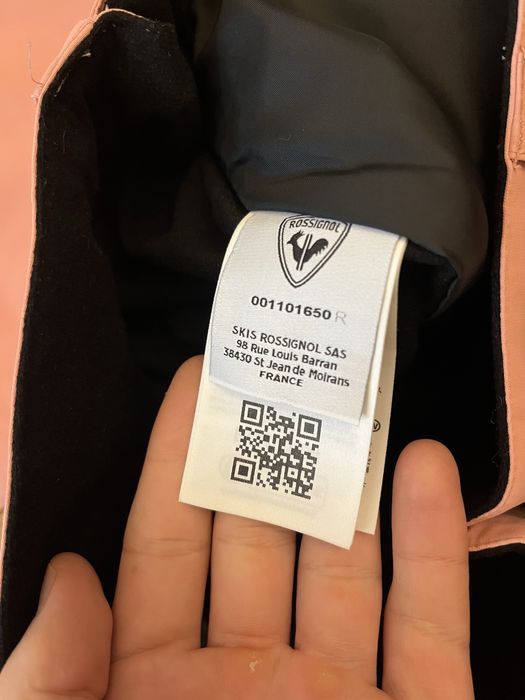 ROSSIGNOL
001101650 R
SKIS ROSSIGNOL SAS
98 Rue Louis Barran
38430 St Jean de Moirans
FRANCE